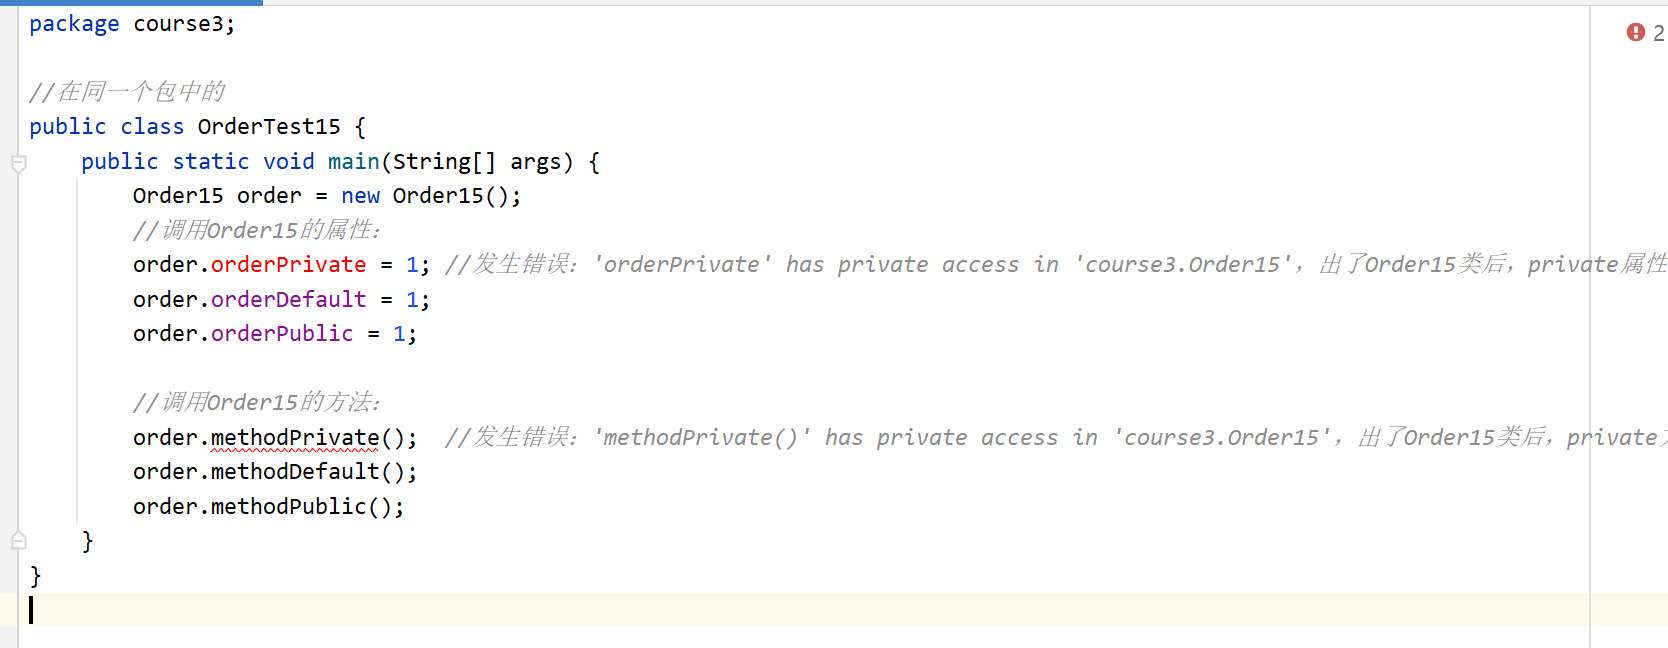 package course3;
2
//在同一个包中的
public class OrderTest15 {
public static void main(String[] args) {
Order15 order = new Order15();
//调用Order15的属性：
order.orderPrivate = 1; //发生错误：'orderPrivate' has private access in 'course3.Order15'，出了Order15类后，private属性
order.orderDefault = 1;
order.orderPublic = 1;
//调用Order15的方法：
order.methodPrivate(); //发生错误：'methodPrivate()' has private access in 'course3.Order15'，出了Order15类后，private
order.methodDefault();
order.methodPublic();
}
}